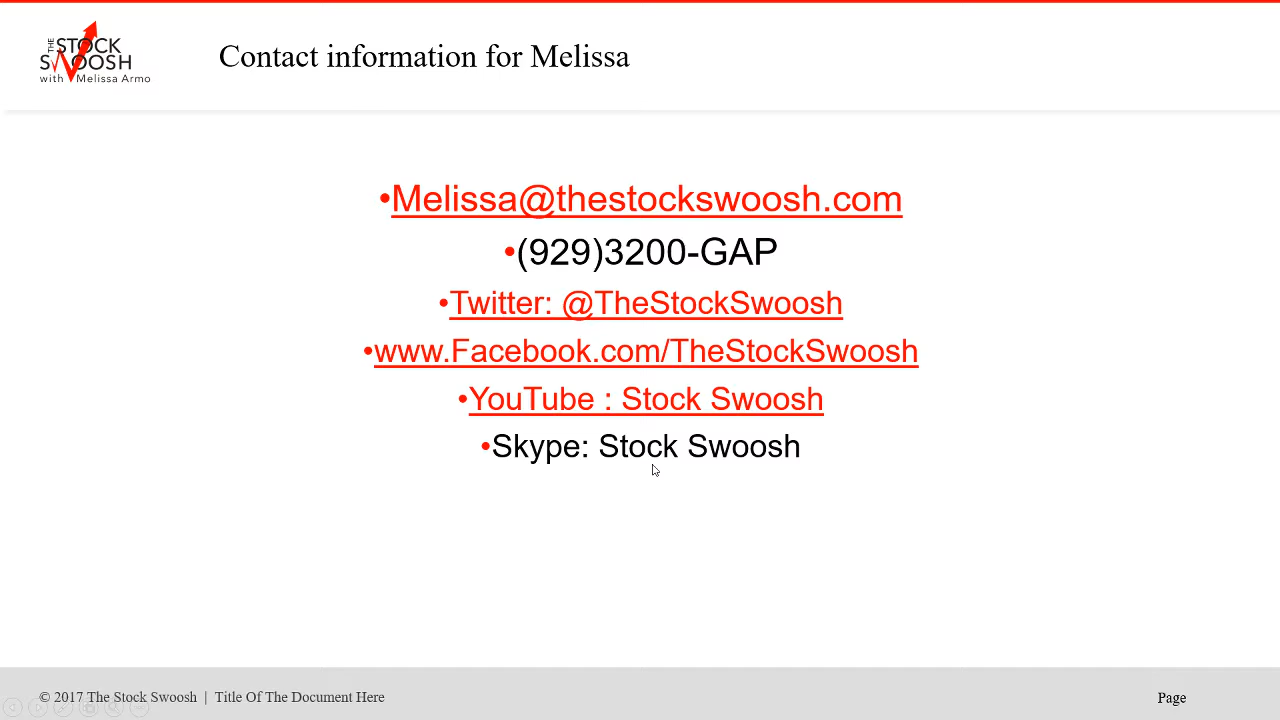 THE STOCK
SWOOSH
with Melissa Armo
Contact information for Melissa
•Melissa@thestockswoosh.com
•(929)3200-GAP
•Twitter: @TheStockSwoosh
•www.Facebook.com/TheStockSwoosh
•YouTube : Stock Swoosh
•Skype: Stock Swoosh
© 2017 The Stock Swoosh | Title Of The Document Here
Page